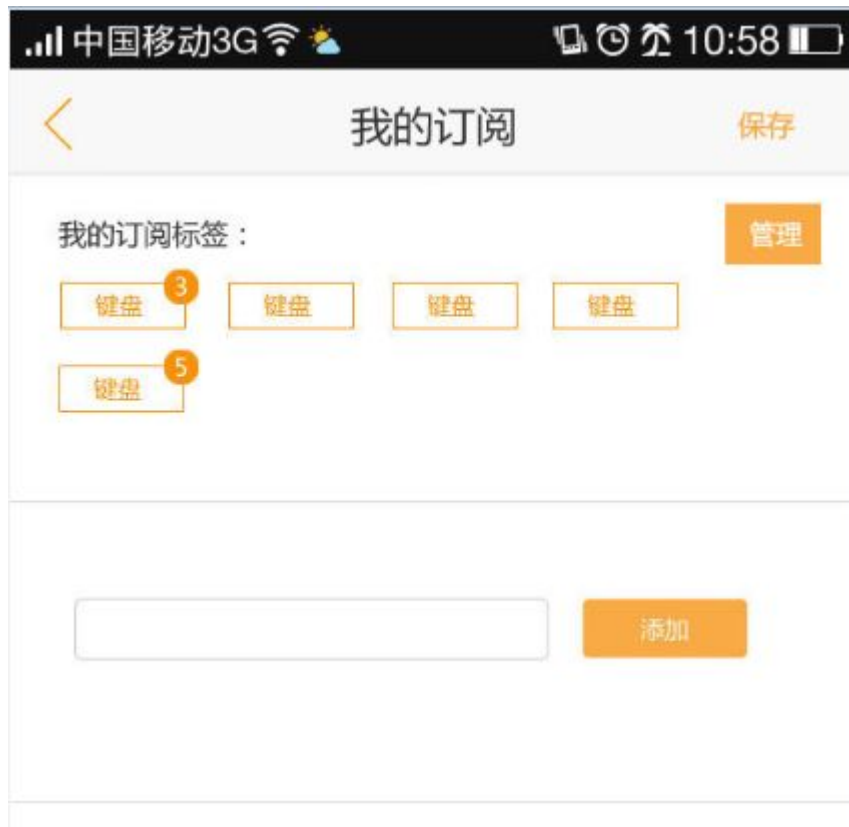 中国移动3G 10:58
我的订阅 保存
我的订阅标签： 管理
键盘 3 键盘 键盘 键盘
键盘 5
添加